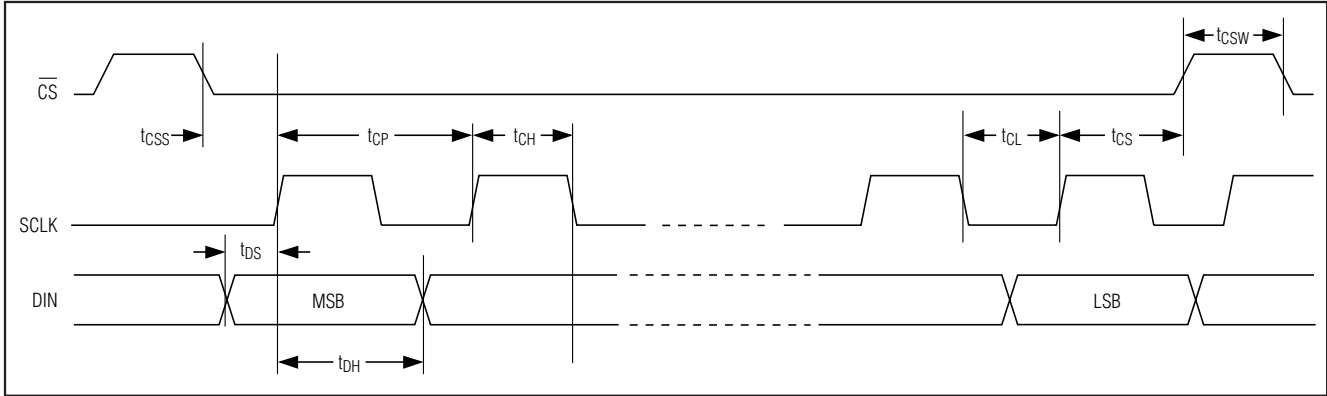 tCSW
CS
tCSS
tCP
tCH
tCL
tCS
SCLK
tDS
DIN
MSB
LSB
tDH